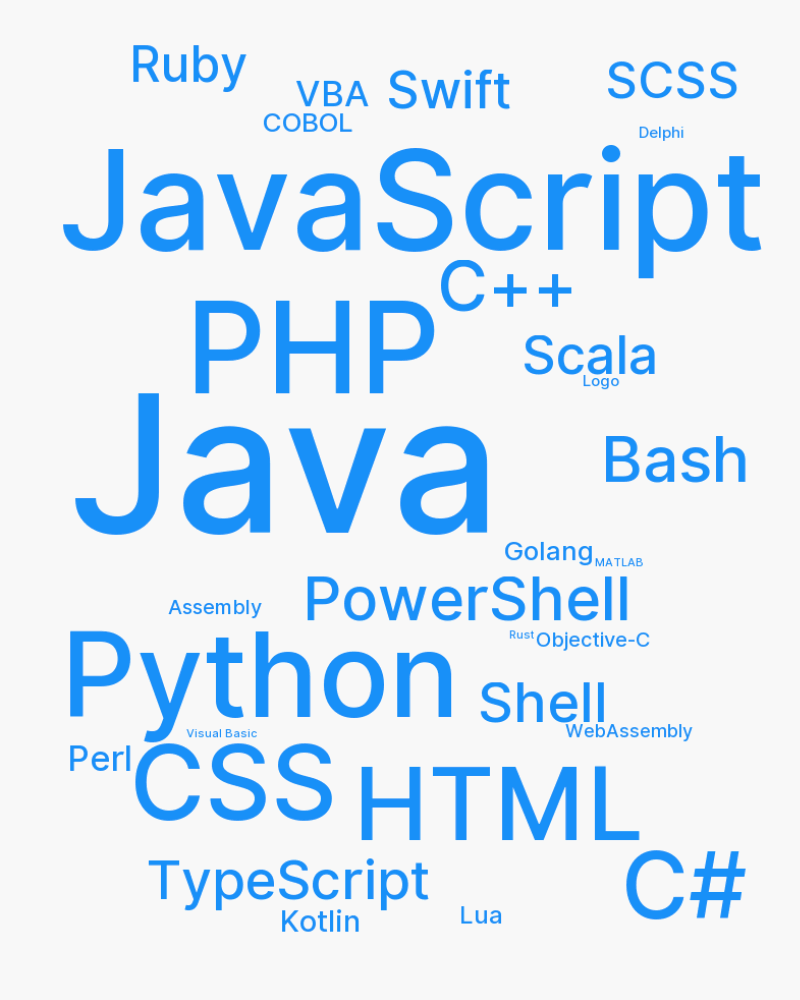 Ruby
VBA
Swift
SCSS
COBOL
Delphi
JavaScript
C++
PHP
Scala
Logo
Java
Bash
Golang
MATLAB
PowerShell
Assembly
Rust
Objective-C
Python
Shell
WebAssembly
Visual Basic
Perl
CSS
HTML
TypeScript
C#
Kotlin
Lua